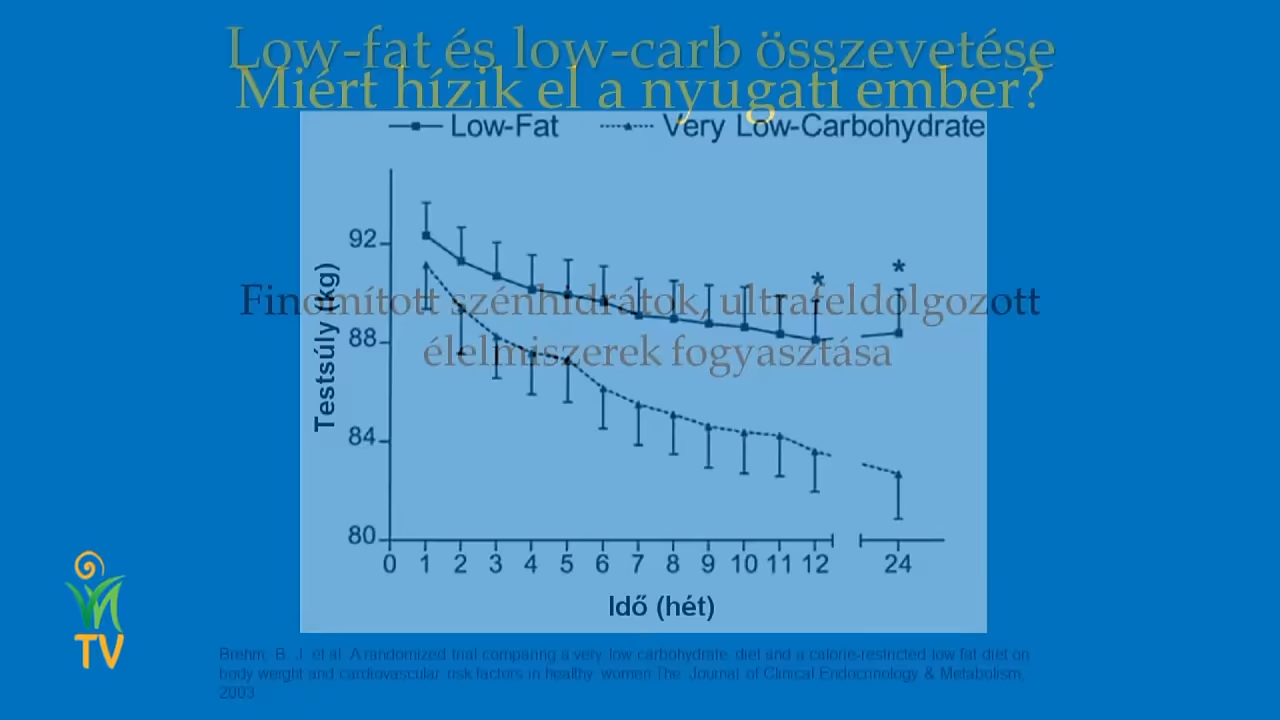 Low-fat és low-carb összevetése
Miért hízik el a nyugati ember?
Low-Fat Very Low-Carbohydrate
92
88
84
80
Testsúly (kg)
* *
Finomított szénhidrátok, ultrafeldolgozott
élelmiszerek fogyasztása
0 1 2 3 4 5 6 7 8 9 10 11 12 24
Idő (hét)
TV
Brehm, B. J. et al. A randomized trial comparing a very low carbohydrate diet and a calorie-restricted low fat diet on
body weight and cardiovascular risk factors in healthy women The Journal of Clinical Endocrinology & Metabolism,
2003